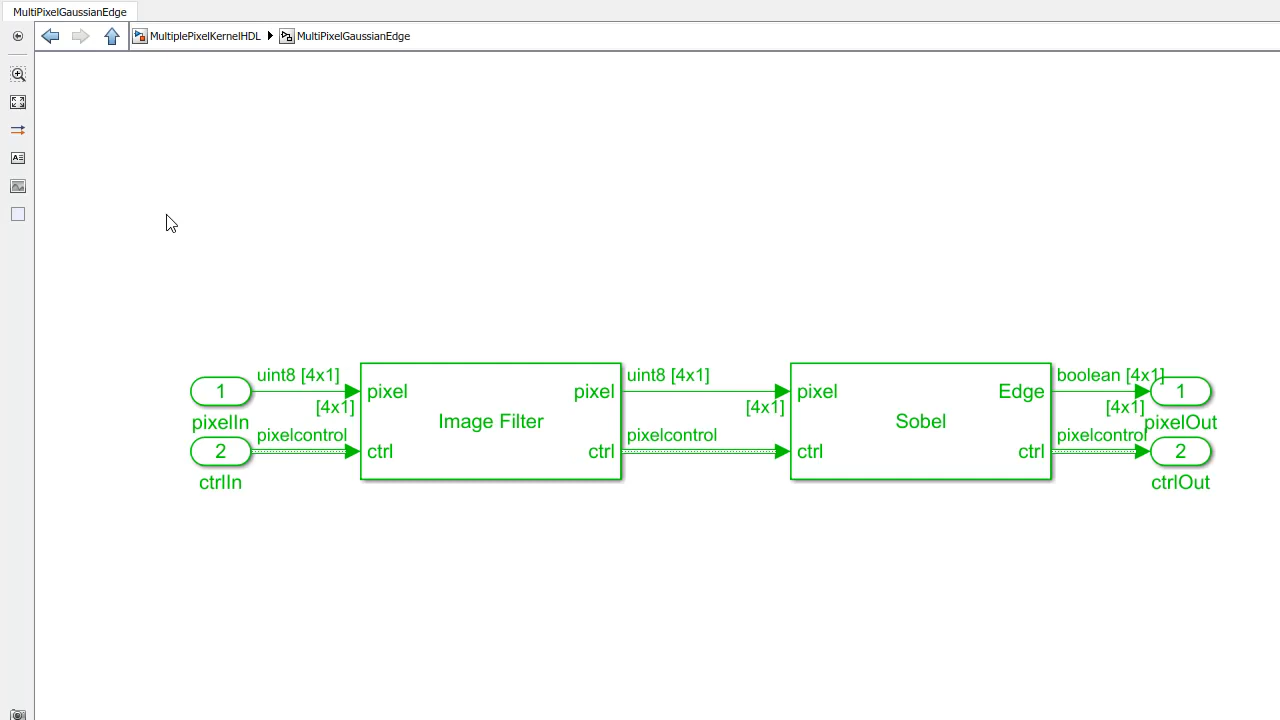 MultiPixelGaussianEdge
MultiplePixelKernelHDL MultiPixelGaussianEdge
uint8 [4x1] uint8 [4x1] boolean [4x1]
1 pixel pixel pixel Edge 1
[4x1] [4x1] [4x1]
pixelIn Image Filter Sobel pixelOut
pixelcontrol pixelcontrol pixelcontrol
2 ctrl ctrl ctrl ctrl 2
ctrlIn ctrlOut